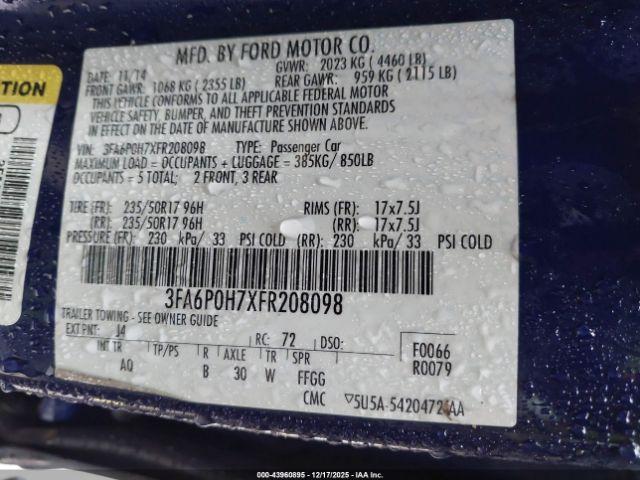 MFD. BY FORD MOTOR CO.
DATE: 11/14 GVWR: 2023 KG ( 4460 LB)
FRONT GAWR: 1068 KG ( 2355 LB) REAR GAWR: 959 KG ( 2115 LB)
THIS VEHICLE CONFORMS TO ALL APPLICABLE FEDERAL MOTOR
VEHICLE SAFETY, BUMPER, AND THEFT PREVENTION STANDARDS
IN EFFECT ON THE DATE OF MANUFACTURE SHOWN ABOVE.
VIN: 3FA6P0H7XFR208098 TYPE: Passenger Car
MAXIMUM LOAD = OCCUPANTS + LUGGAGE = 385KG/ 850LB
OCCUPANTS = 5 TOTAL; 2 FRONT, 3 REAR
TIRE (FR): 235/50R17 96H RIMS (FR): 17x7.5J
(RR): 235/50R17 96H (RR): 17x7.5J
PRESSURE (FR): 230 kPa/ 33 PSI COLD (RR): 230 kPa/ 33 PSI COLD
3FA6P0H7XFR208098
TRAILER TOWING - SEE OWNER GUIDE
EXT PNT: J4 RC: 72 DSO: F0066
INT TR TP/PS R AXLE TR SPR R0079
AQ B 30 W FFGG
CMC 5U5A-5420472-AA
000-43960895 - 12/17/2025 - IAAI.COM